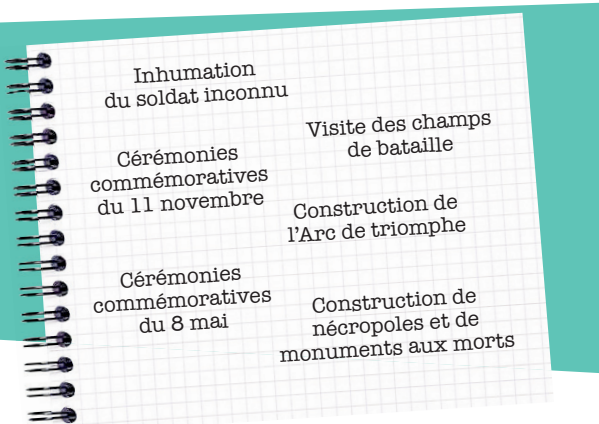 Inhumation
du soldat inconnu
Visite des champs
de bataille
Cérémonies
commémoratives
du 11 novembre
Construction de
l'Arc de triomphe
Cérémonies
commémoratives
du 8 mai
Construction de
nécropoles et de
monuments aux morts